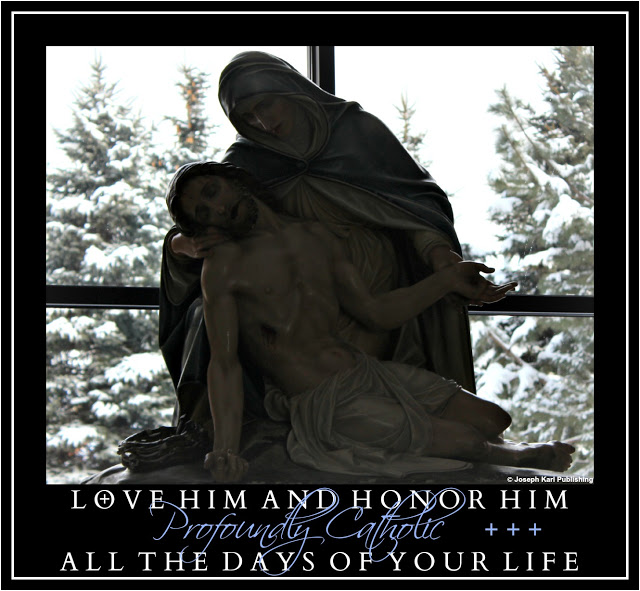 © Joseph Karl Publishing
LOVE HIM AND HONOR HIM
Profoundly Catholic +++
ALL THE DAYS OF YOUR LIFE